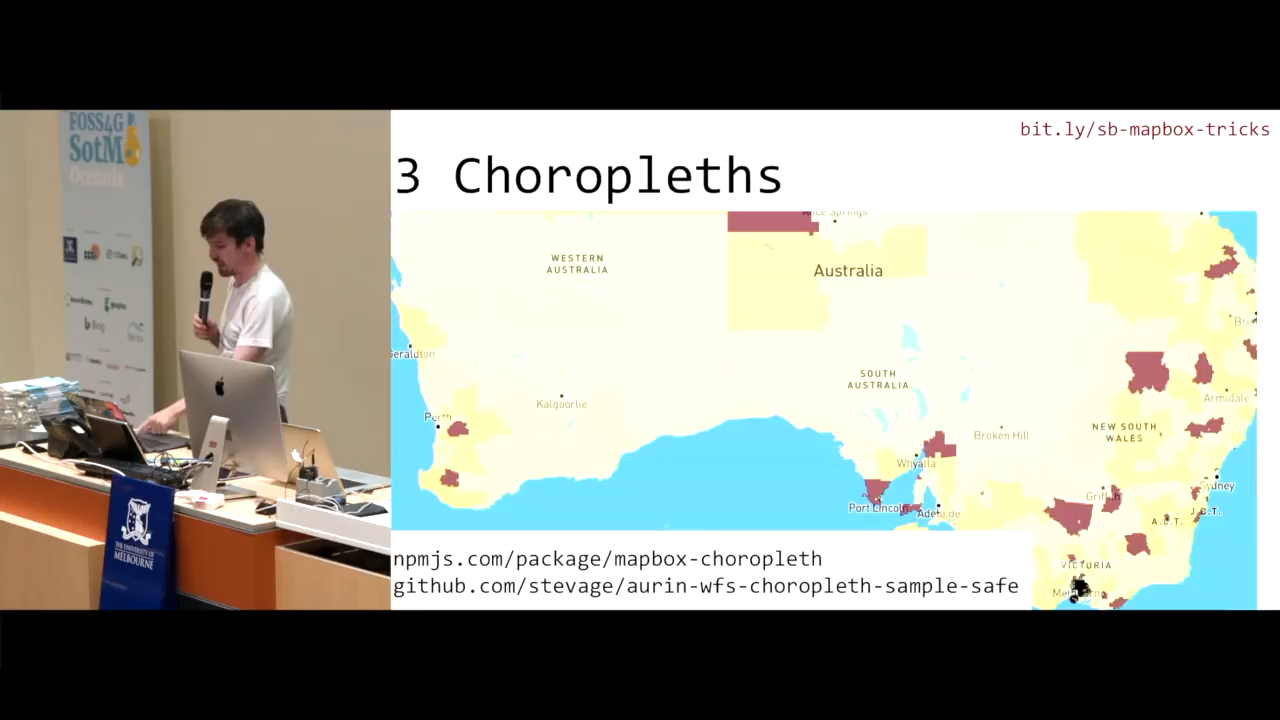 FOSS4G
SotM
Oceania
THE UNIVERSITY OF
MELBOURNE
bit.ly/sb-mapbox-tricks
3 Choropleths
Alice Springs
WESTERN
AUSTRALIA
Australia
Geraldton
SOUTH
AUSTRALIA
Kalgoorlie
Armidale
Perth
Broken Hill
NEW SOUTH
WALES
Whyalla
Sydney
Griffith
Port Lincoln
Adelaide
J.B.T.
A.C.T.
VICTORIA
Melbourne
npmjs.com/package/mapbox-choropleth
github.com/stevage/aurin-wfs-choropleth-sample-safe